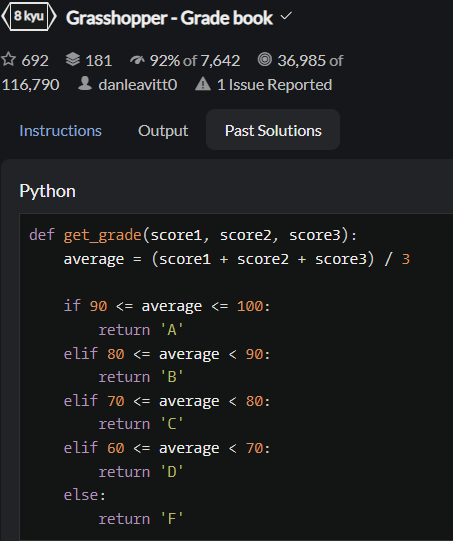 8 kyu Grasshopper - Grade book
692 181 92% of 7,642 36,985 of
116,790 danleavitt0 1 Issue Reported
Instructions Output Past Solutions
Python
def get_grade(score1, score2, score3):
    average = (score1 + score2 + score3) / 3

    if 90 <= average <= 100:
        return 'A'
    elif 80 <= average < 90:
        return 'B'
    elif 70 <= average < 80:
        return 'C'
    elif 60 <= average < 70:
        return 'D'
    else:
        return 'F'